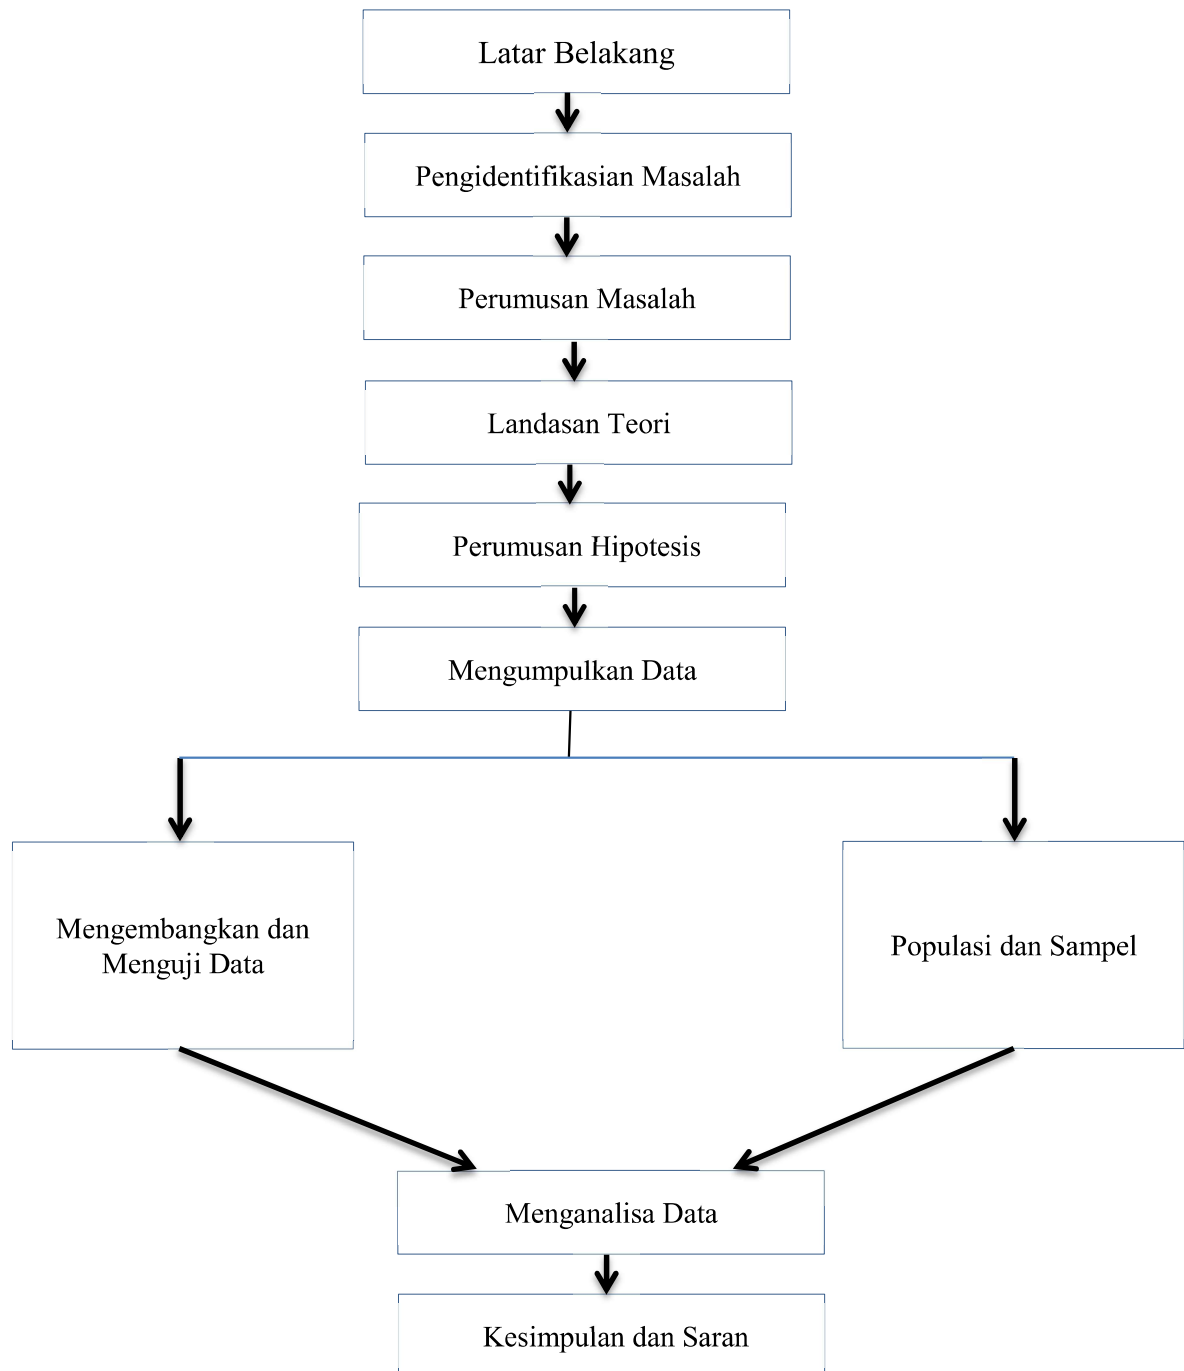 Latar Belakang
Pengidentifikasian Masalah
Perumusan Masalah
Landasan Teori
Perumusan Hipotesis
Mengumpulkan Data
Mengembangkan dan
Menguji Data
Populasi dan Sampel
Menganalisa Data
Kesimpulan dan Saran